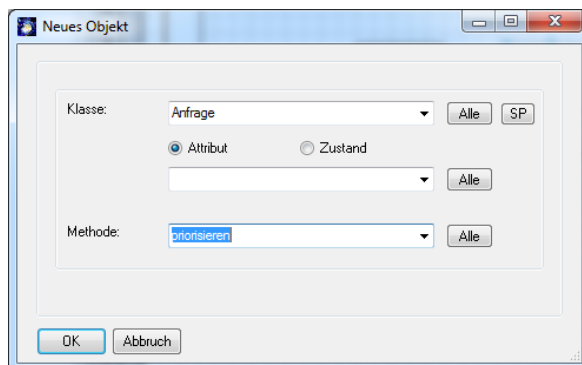 Neues Objekt
Klasse: Anfrage Alle SP
Attribut Zustand
Alle
Methode: priorisieren Alle
OK Abbruch